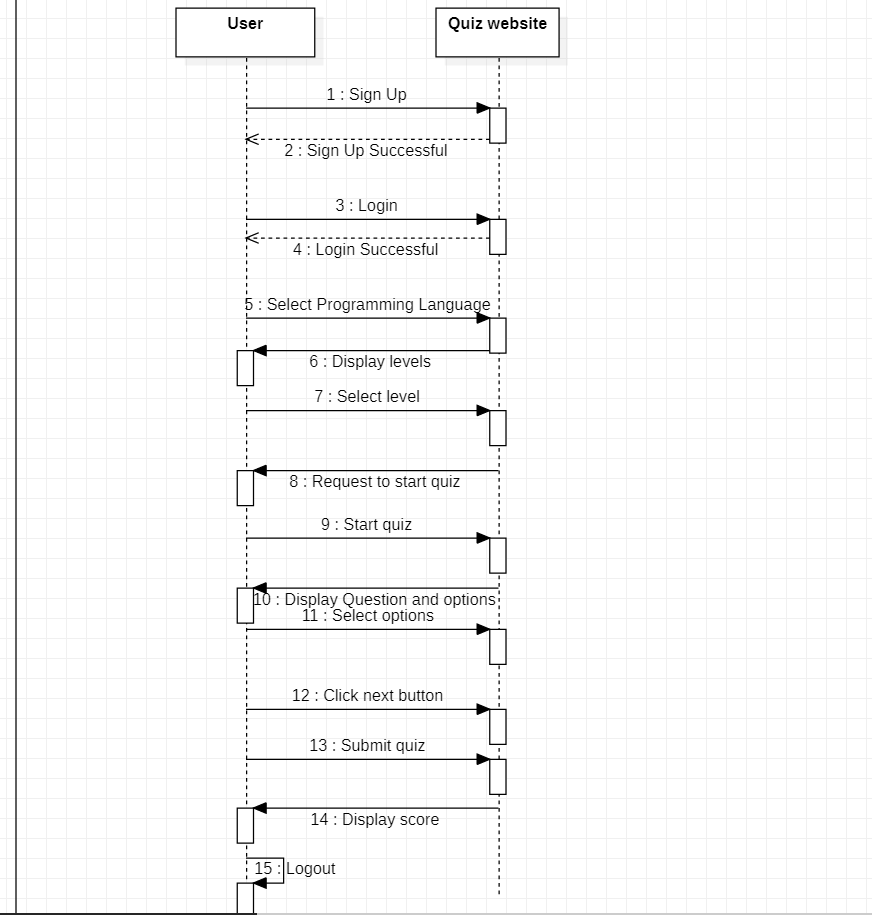 User
Quiz website
1 : Sign Up
2 : Sign Up Successful
3 : Login
4 : Login Successful
5 : Select Programming Language
6 : Display levels
7 : Select level
8 : Request to start quiz
9 : Start quiz
10 : Display Question and options
11 : Select options
12 : Click next button
13 : Submit quiz
14 : Display score
15 : Logout